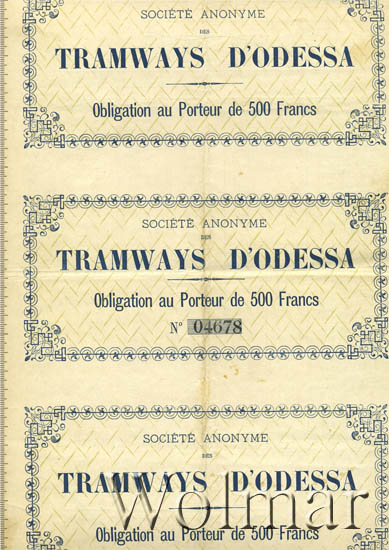 SOCIÉTÉ ANONYME
DES
TRAMWAYS D'ODESSA
Obligation au Porteur de 500 Francs
SOCIÉTÉ ANONYME
DES
TRAMWAYS D'ODESSA
Obligation au Porteur de 500 Francs
N° 04678
SOCIÉTÉ ANONYME
DES
TRAMWAYS D'ODESSA
Wolmar
Obligation au Porteur de 500 Francs